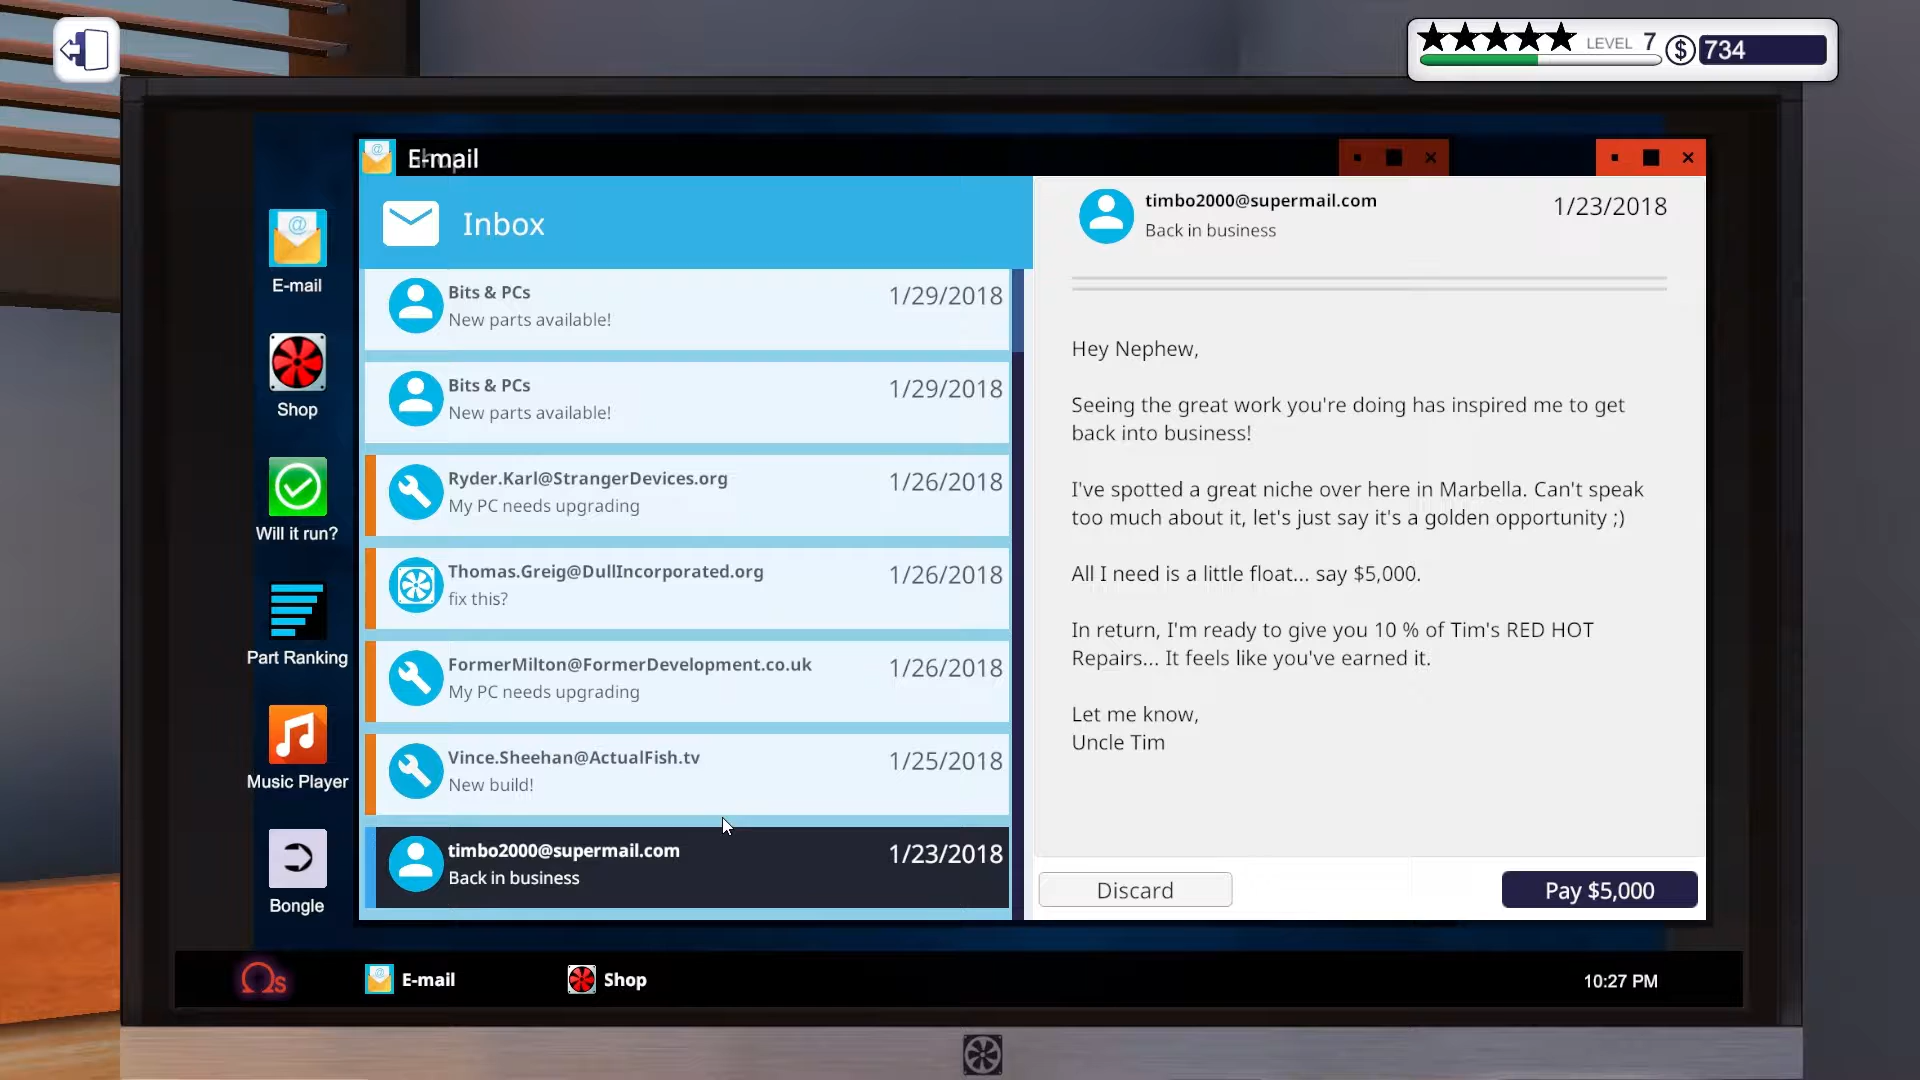 LEVEL 7
$ 734
E-mail
Inbox
Bits & PCs
1/29/2018
New parts available!
Bits & PCs
1/29/2018
New parts available!
Ryder.Karl@StrangerDevices.org
1/26/2018
My PC needs upgrading
Thomas.Greig@DullIncorporated.org
1/26/2018
fix this?
FormerMilton@FormerDevelopment.co.uk
1/26/2018
My PC needs upgrading
Vince.Sheehan@ActualFish.tv
1/25/2018
New build!
timbo2000@supermail.com
1/23/2018
Back in business
timbo2000@supermail.com
1/23/2018
Back in business
Hey Nephew,
Seeing the great work you're doing has inspired me to get
back into business!
I've spotted a great niche over here in Marbella. Can't speak
too much about it, let's just say it's a golden opportunity ;)
All I need is a little float... say $5,000.
In return, I'm ready to give you 10 % of Tim's RED HOT
Repairs... It feels like you've earned it.
Let me know,
Uncle Tim
Discard
Pay $5,000
E-mail
Shop
Will it run?
Part Ranking
Music Player
Bongle
Ωs
E-mail
Shop
10:27 PM